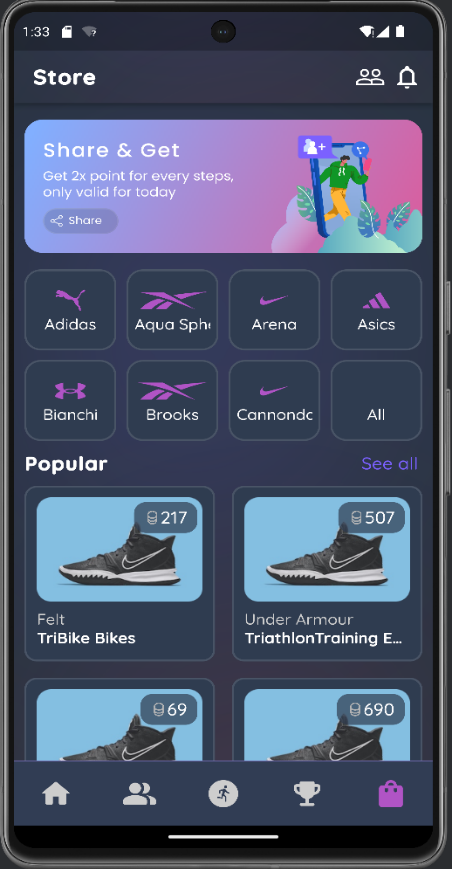 1:33
Store
Share & Get
Get 2x point for every steps,
only valid for today
Share
Adidas
Aqua Sph
Arena
Asics
Bianchi
Brooks
Cannondc
All
Popular
See all
217
507
Felt
Under Armour
TriBike Bikes
TriathlonTraining E...
69
690